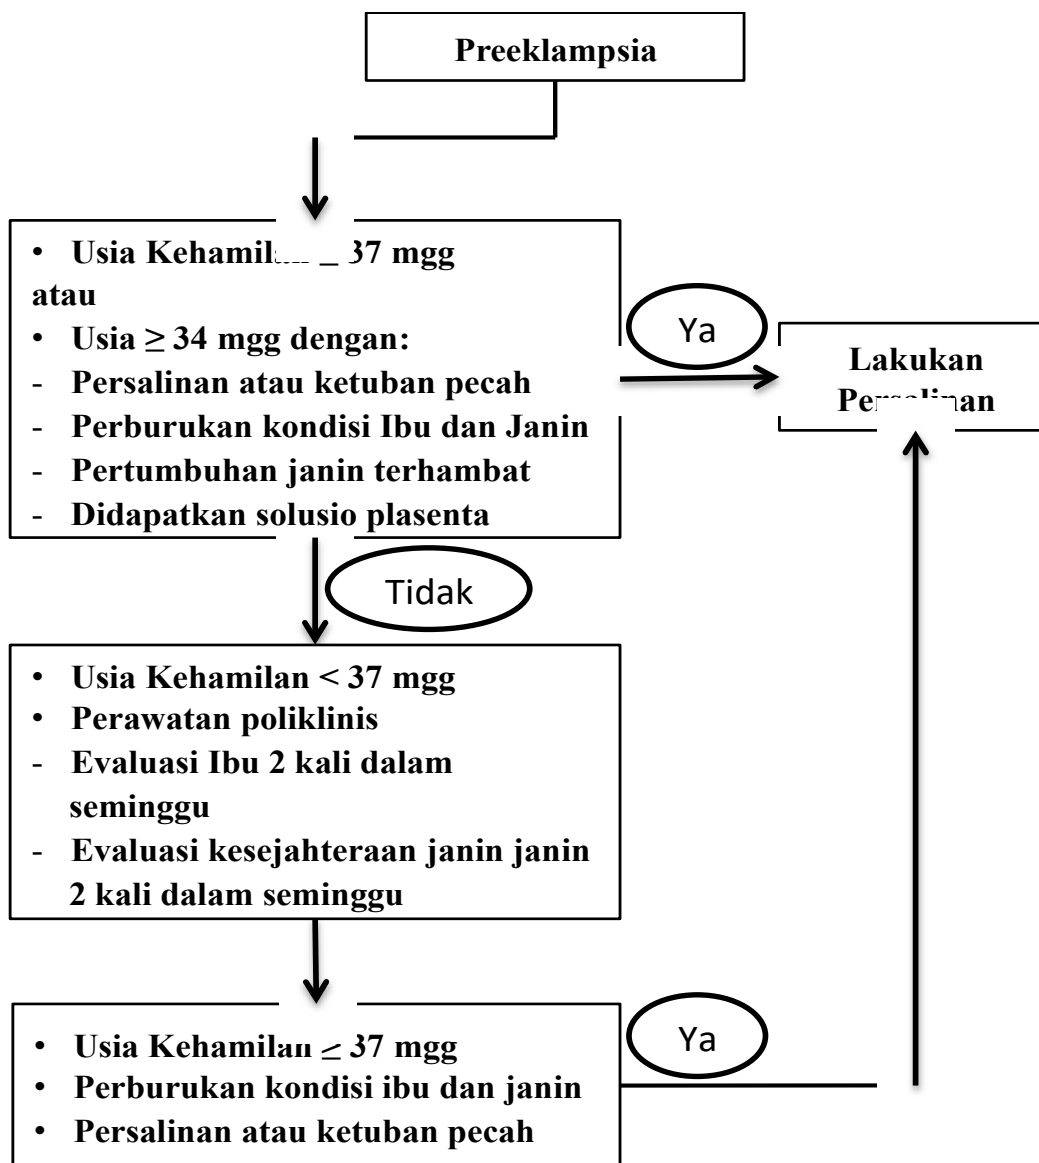 Preeklampsia
• Usia Kehamilan 37 mgg
atau
• Usia ≥ 34 mgg dengan:
- Persalinan atau ketuban pecah
- Perburukan kondisi Ibu dan Janin
- Pertumbuhan janin terhambat
- Didapatkan solusio plasenta
Ya
Lakukan
Persalinan
Tidak
• Usia Kehamilan < 37 mgg
• Perawatan poliklinis
- Evaluasi Ibu 2 kali dalam
seminggu
- Evaluasi kesejahteraan janin janin
2 kali dalam seminggu
Ya
• Usia Kehamilan ≤ 37 mgg
• Perburukan kondisi ibu dan janin
• Persalinan atau ketuban pecah